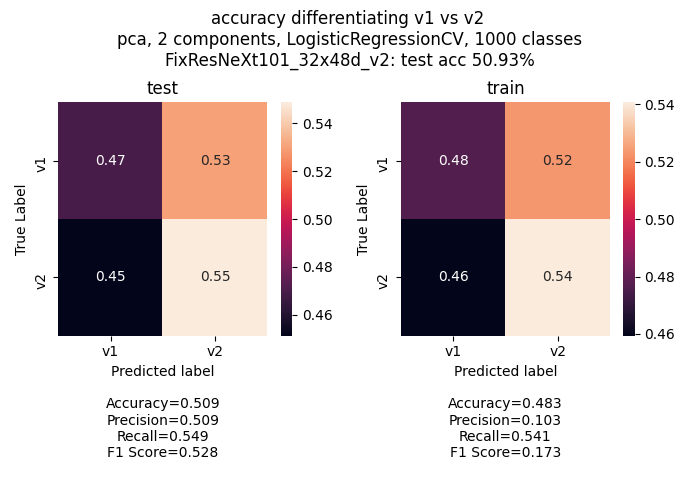 accuracy differentiating v1 vs v2
pca, 2 components, LogisticRegressionCV, 1000 classes
FixResNeXt101_32x48d_v2: test acc 50.93%
test
True Label
v1
v2
0.47
0.53
0.45
0.55
0.54
0.52
0.50
0.48
0.46
v1
v2
Predicted label
Accuracy=0.509
Precision=0.509
Recall=0.549
F1 Score=0.528
train
True Label
v1
v2
0.48
0.52
0.46
0.54
0.54
0.52
0.50
0.48
0.46
v1
v2
Predicted label
Accuracy=0.483
Precision=0.103
Recall=0.541
F1 Score=0.173